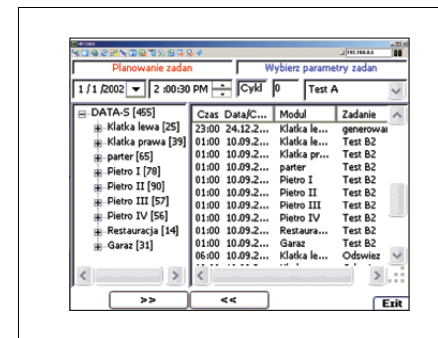 192.168.0.5
Planowanie zadan
Wybierz parametry zadan
1 / 1 /2002
2 :00:30 PM
Cykl
0
Test A
DATA-S [455]
Klatka lewa [25]
Klatka prawa [39]
parter [65]
Pietro I [78]
Pietro II [90]
Pietro III [57]
Pietro IV [56]
Restauracja [14]
Garaz [31]
Czas Data/C... Modul Zadanie
23:00 24.12.2... Klatka le... generowar
01:00 10.09.2... Klatka le... Test B2
01:00 10.09.2... Klatka pr... Test B2
01:00 10.09.2... parter Test B2
01:00 10.09.2... Pietro I Test B2
01:00 10.09.2... Pietro II Test B2
01:00 10.09.2... Pietro III Test B2
01:00 10.09.2... Pietro IV Test B2
01:00 10.09.2... Restaura... Test B2
01:00 10.09.2... Garaz Test B2
06:00 10.09.2... Klatka le... Odswiez
>>
<<
Exit